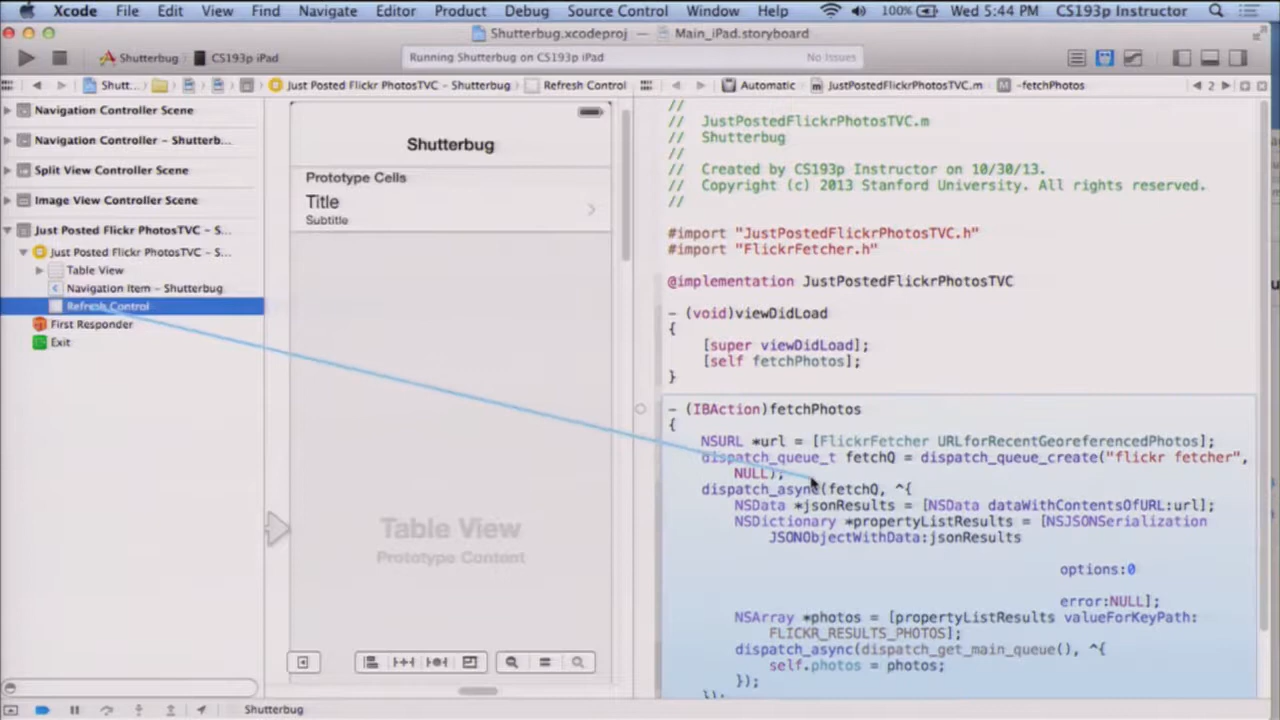 Xcode File Edit View Find Navigate Editor Product Debug Source Control Window Help 100% Wed 5:44 PM CS193p Instructor
Shutterbug.xcodeproj — Main_iPad.storyboard
Shutterbug CS193p iPad Running Shutterbug on CS193p iPad No Issues
Shutt... Just Posted Flickr PhotosTVC – Shutterbug Refresh Control Automatic JustPostedFlickrPhotosTVC.m M -fetchPhotos 2
Navigation Controller Scene
Navigation Controller – Shutterb...
Split View Controller Scene
Image View Controller Scene
Just Posted Flickr PhotosTVC – S...
Just Posted Flickr PhotosTVC – S...
Table View
Navigation Item – Shutterbug
Refresh Control
First Responder
Exit
Shutterbug
Prototype Cells
Title
Subtitle
Table View
Prototype Content
//
// JustPostedFlickrPhotosTVC.m
// Shutterbug
//
// Created by CS193p Instructor on 10/30/13.
// Copyright (c) 2013 Stanford University. All rights reserved.
//
#import "JustPostedFlickrPhotosTVC.h"
#import "FlickrFetcher.h"
@implementation JustPostedFlickrPhotosTVC
- (void)viewDidLoad
{
[super viewDidLoad];
[self fetchPhotos];
}
- (IBAction)fetchPhotos
{
NSURL *url = [FlickrFetcher URLforRecentGeoreferencedPhotos];
dispatch_queue_t fetchQ = dispatch_queue_create("flickr fetcher",
NULL);
dispatch_async(fetchQ, ^{
NSData *jsonResults = [NSData dataWithContentsOfURL:url];
NSDictionary *propertyListResults = [NSJSONSerialization
JSONObjectWithData:jsonResults
options:0
error:NULL];
NSArray *photos = [propertyListResults valueForKeyPath:
FLICKR_RESULTS_PHOTOS];
dispatch_async(dispatch_get_main_queue(), ^{
self.photos = photos;
});
});
Shutterbug